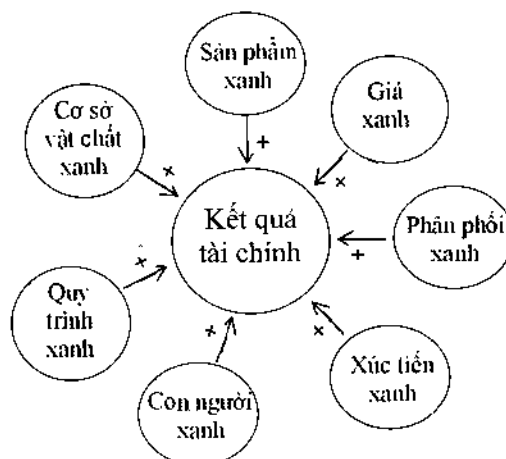 Sản phẩm
xanh
Giá
xanh
Cơ sở
vật chất
xanh
+
×
×
Kết quả
tài chính
Phân phối
xanh
+
×
Quy
trình
xanh
×
×
Xúc tiến
xanh
Con người
xanh